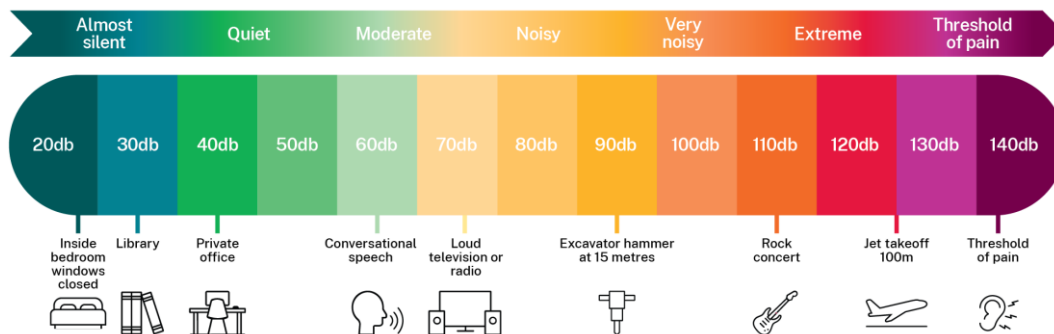 Almost
silent
Quiet
Moderate
Noisy
Very
noisy
Extreme
Threshold
of pain
20db
30db
40db
50db
60db
70db
80db
90db
100db
110db
120db
130db
140db
Inside
bedroom
windows
closed
Library
Private
office
Conversational
speech
Loud
television or
radio
Excavator hammer
at 15 metres
Rock
concert
Jet takeoff
100m
Threshold
of pain